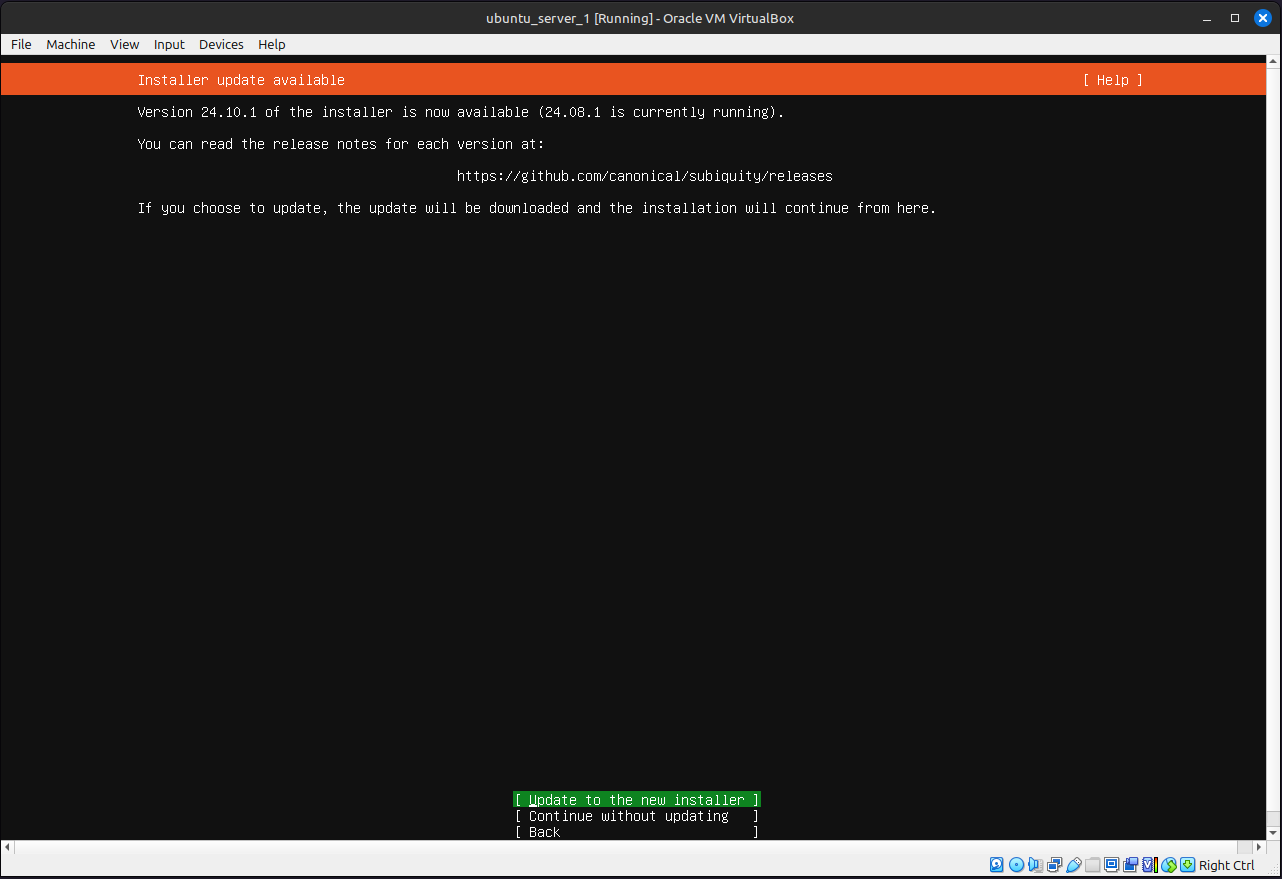 ubuntu_server_1 [Running] - Oracle VM VirtualBox
File Machine View Input Devices Help
Installer update available [ Help ]
Version 24.10.1 of the installer is now available (24.08.1 is currently running).
You can read the release notes for each version at:
https://github.com/canonical/subiquity/releases
If you choose to update, the update will be downloaded and the installation will continue from here.
[ Update to the new installer ]
[ Continue without updating ]
[ Back ]
Right Ctrl